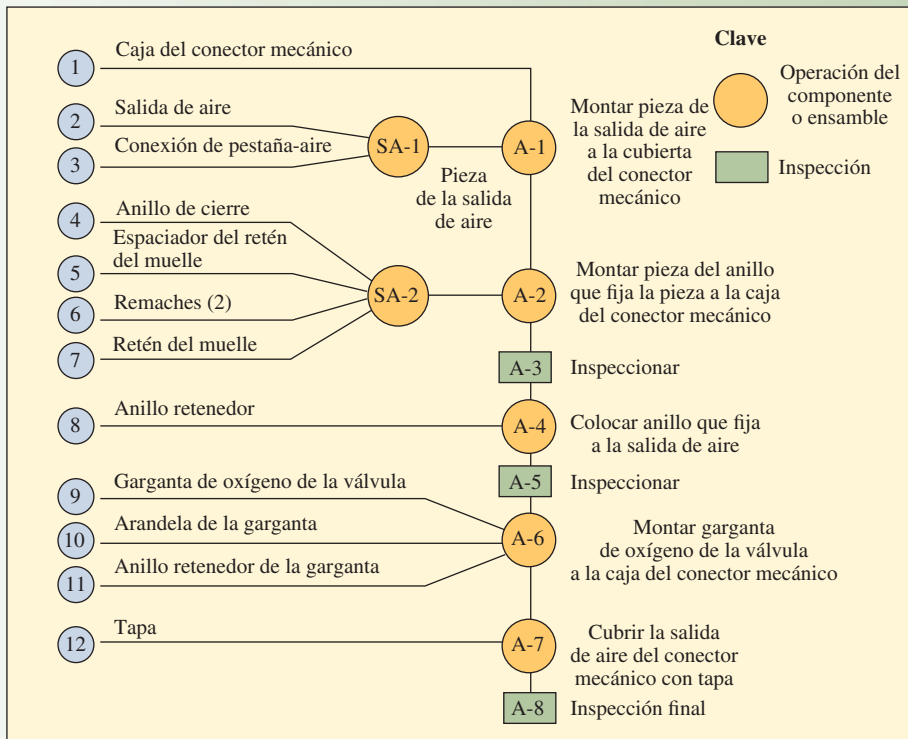 Clave
Operación del
componente
o ensamble
Inspección
1
Caja del conector mecánico
2
Salida de aire
3
Conexión de pestaña-aire
SA-1
Pieza
de la salida
de aire
A-1
Montar pieza de
la salida de aire
a la cubierta
del conector
mecánico
4
Anillo de cierre
5
Espaciador del retén
del muelle
6
Remaches (2)
7
Retén del muelle
SA-2
A-2
Montar pieza del anillo
que fija la pieza a la caja
del conector mecánico
A-3
Inspeccionar
8
Anillo retenedor
A-4
Colocar anillo que fija
a la salida de aire
A-5
Inspeccionar
9
Garganta de oxígeno de la válvula
10
Arandela de la garganta
11
Anillo retenedor de la garganta
A-6
Montar garganta
de oxígeno de la válvula
a la caja del conector mecánico
12
Tapa
A-7
Cubrir la salida
de aire del conector
mecánico con tapa
A-8
Inspección final